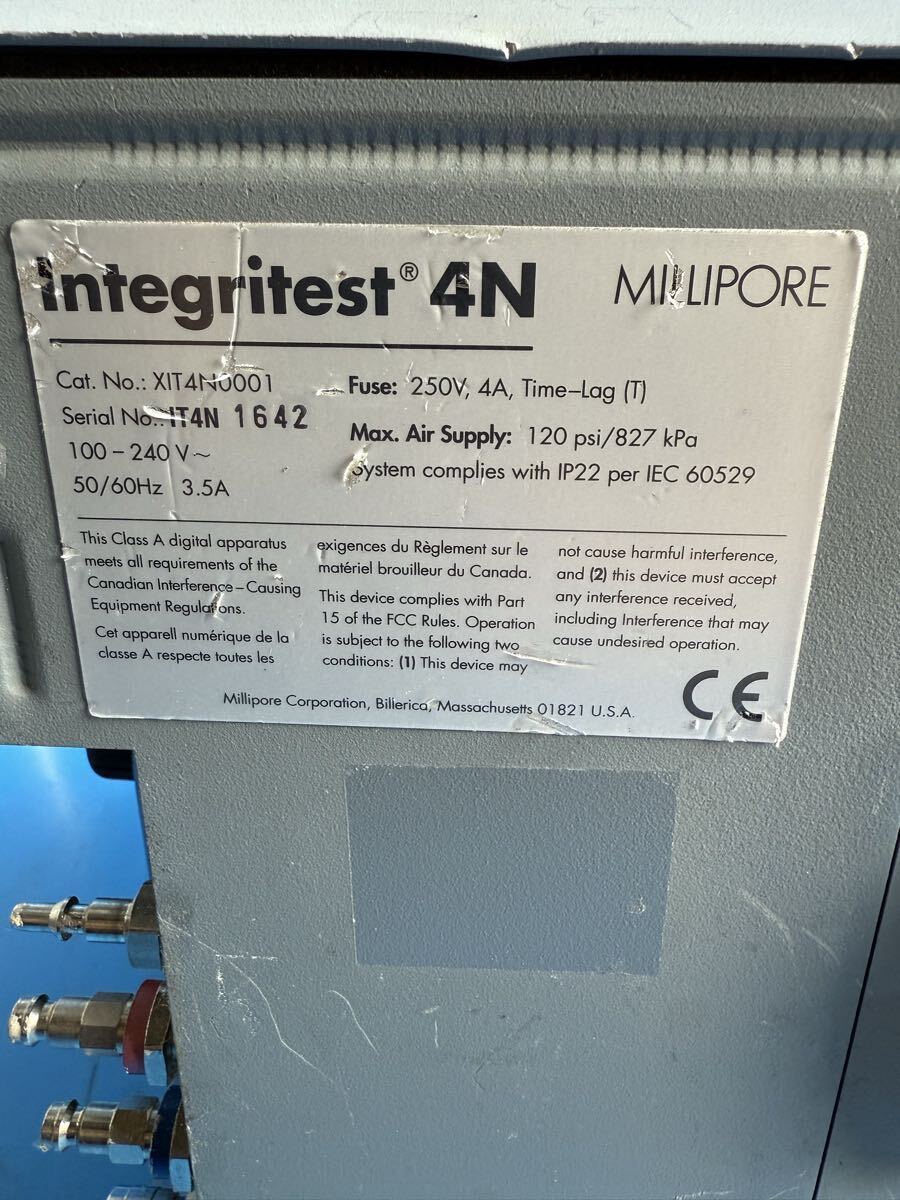 Integritest® 4N
MILLIPORE
Cat. No.: XIT4N0001
Serial No.: IT4N 1642
100 – 240 V~
50/60Hz 3.5A
Fuse: 250V, 4A, Time–Lag (T)
Max. Air Supply: 120 psi/827 kPa
System complies with IP22 per IEC 60529
This Class A digital apparatus
meets all requirements of the
Canadian Interference – Causing
Equipment Regulations.
Cet appareil numérique de la
classe A respecte toutes les
exigences du Règlement sur le
matériel brouilleur du Canada.
This device complies with Part
15 of the FCC Rules. Operation
is subject to the following two
conditions: (1) This device may
not cause harmful interference,
and (2) this device must accept
any interference received,
including Interference that may
cause undesired operation.
Millipore Corporation, Billerica, Massachusetts 01821 U.S.A.
CE